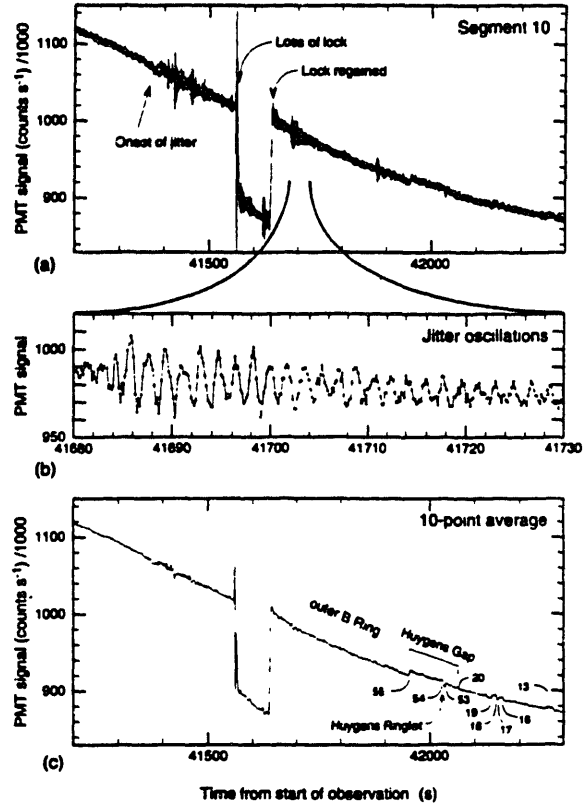 Segment 10
Loss of lock
Lock regained
Onset of jitter
PMT signal (counts s⁻¹) /1000
1100
1000
900
41500
42000
(a)
Jitter oscillations
PMT signal
1000
950
41680
41690
41700
41710
41720
41730
(b)
10-point average
PMT signal (counts s⁻¹) /1000
1100
1000
900
outer B Ring
Huygens Gap
20
13
55
54
53
19
18
17
16
Huygens Ringlet
41500
42000
(c)
Time from start of observation (s)